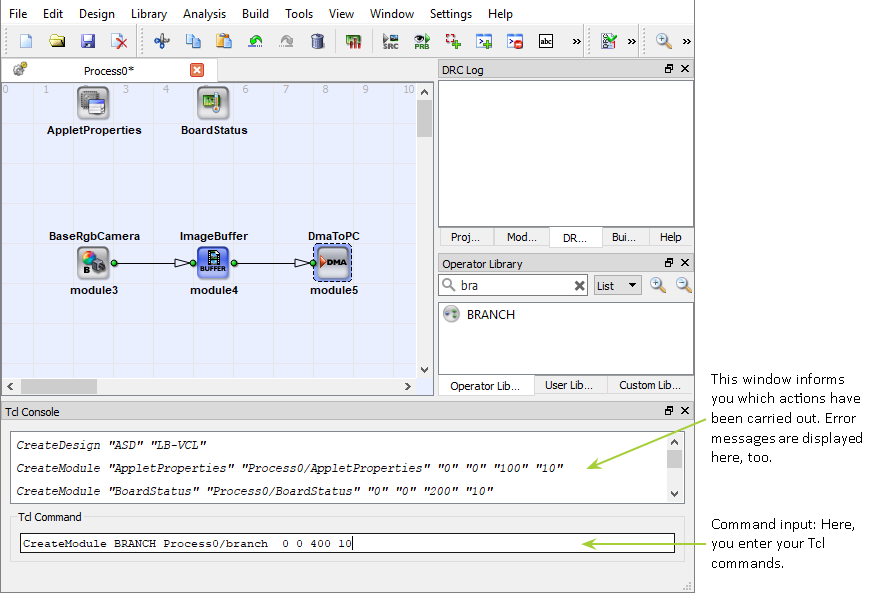 File Edit Design Library Analysis Build Tools View Window Settings Help
SRC PRB abc » » »
Process0*
0 1 2 3 4 5 6 7 8 9 10
AppletProperties BoardStatus
BaseRgbCamera ImageBuffer DmaToPC
B BUFFER DMA
module3 module4 module5
DRC Log
Proj... Mod... DR... Bui... Help
Operator Library
bra List
BRANCH
Operator Lib... User Lib... Custom Lib...
Tcl Console
CreateDesign "ASD" "LB-VCL"
CreateModule "AppletProperties" "Process0/AppletProperties" "0" "0" "100" "10"
CreateModule "BoardStatus" "Process0/BoardStatus" "0" "0" "200" "10"
Tcl Command
CreateModule BRANCH Process0/branch 0 0 400 10
This window informs
you which actions have
been carried out. Error
messages are displayed
here, too.
Command input: Here,
you enter your Tcl
commands.